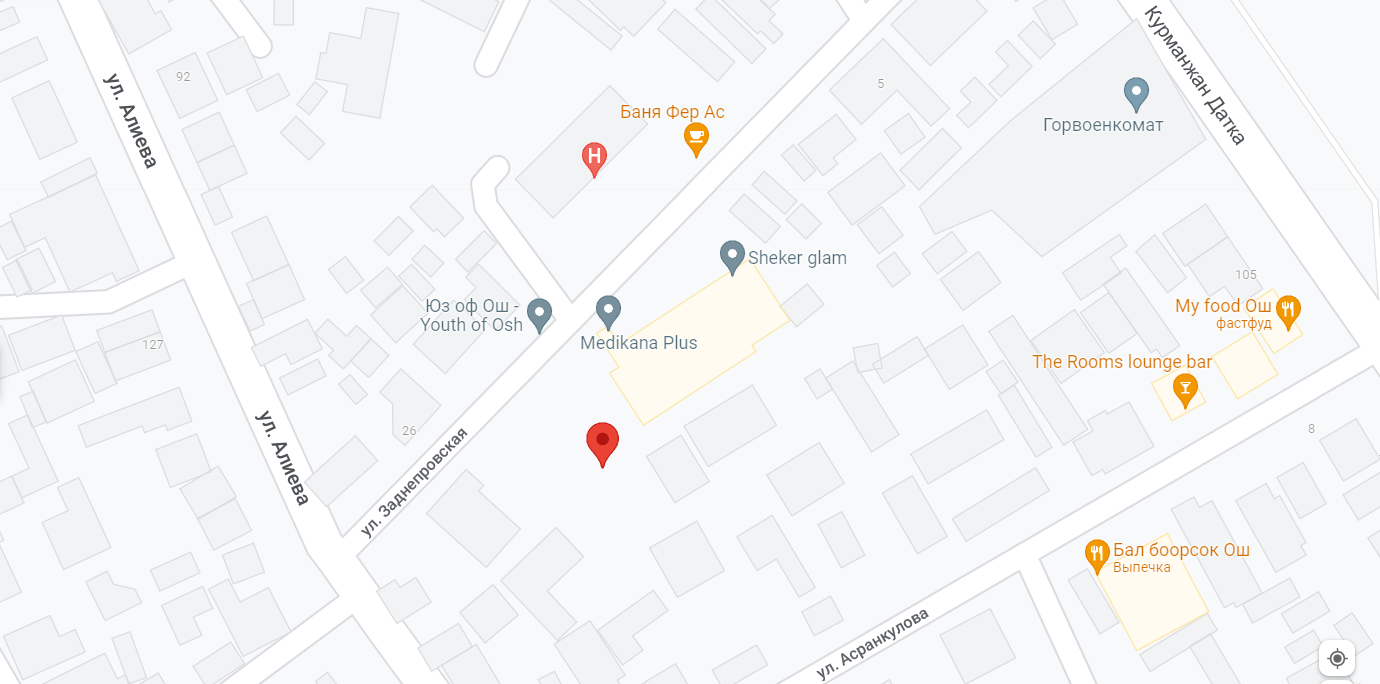 Курманжан Датка
92
ул. Алиева
5
Баня Фер Ас
Горвоенкомат
H
Sheker glam
105
Юз оф Ош -
Youth of Osh
My food Ош
фастфуд
Medikana Plus
127
The Rooms lounge bar
ул. Алиева
26
8
ул. Заднепровская
Бал боорсок Ош
Выпечка
ул. Асранкулова